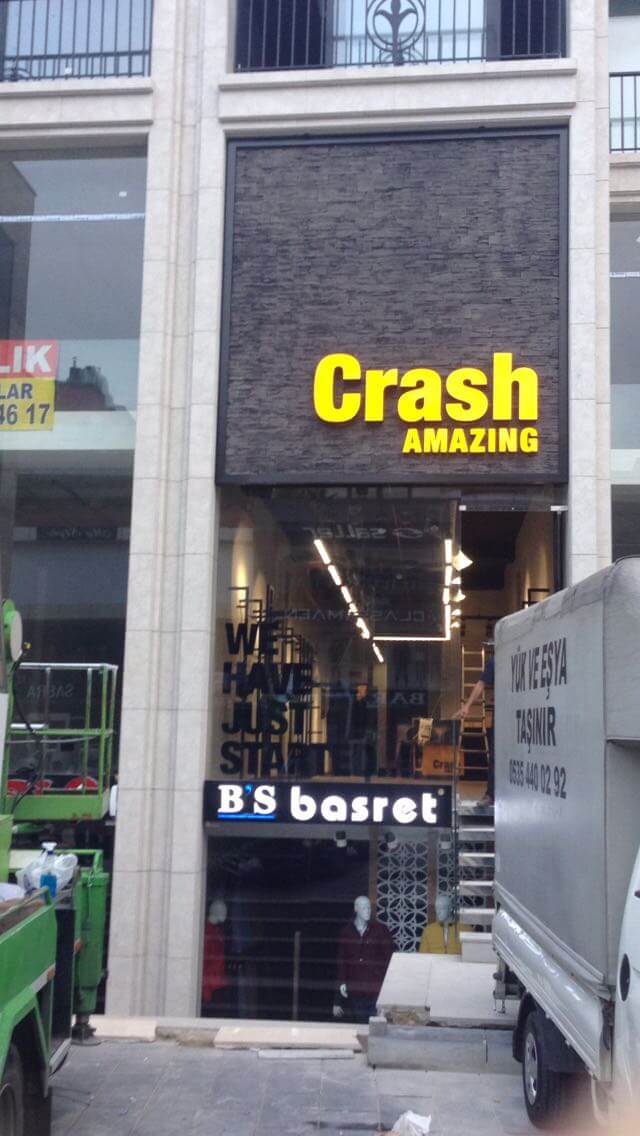 LIK
LAR
46 17
Crash
AMAZING
WE
HAVE
JUST
STARTED...
B'S basret
YÜK VE EŞYA
TAŞINIR
0535 440 02 92